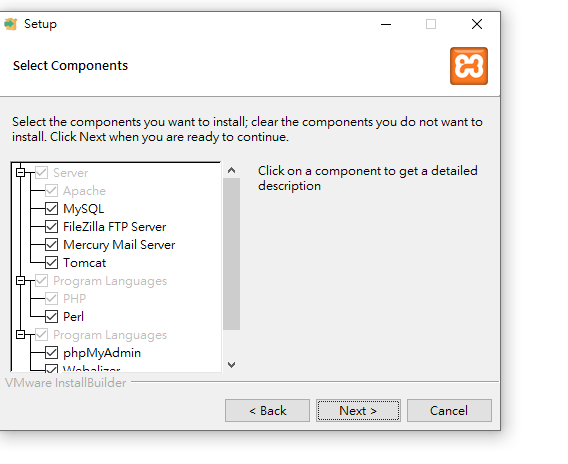 Setup
Select Components
Select the components you want to install; clear the components you do not want to
install. Click Next when you are ready to continue.
Server
Apache
MySQL
FileZilla FTP Server
Mercury Mail Server
Tomcat
Program Languages
PHP
Perl
Program Languages
phpMyAdmin
Webalizer
Click on a component to get a detailed
description
VMware InstallBuilder
< Back
Next >
Cancel